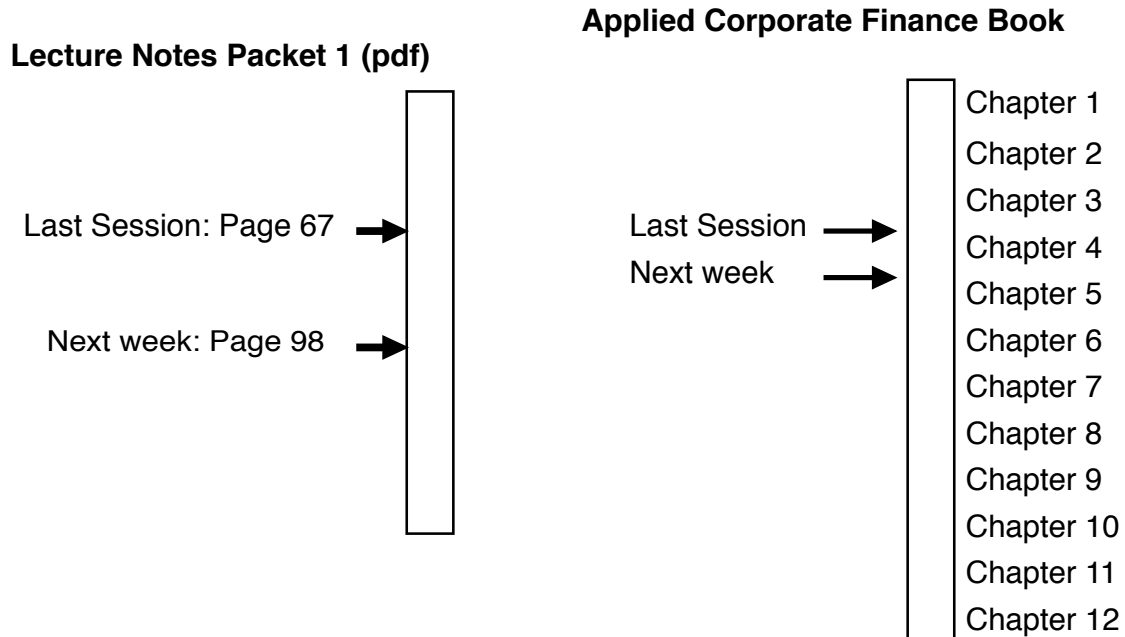 Applied Corporate Finance Book
Lecture Notes Packet 1 (pdf)
Last Session: Page 67
Next week: Page 98
Last Session
Next week
Chapter 1
Chapter 2
Chapter 3
Chapter 4
Chapter 5
Chapter 6
Chapter 7
Chapter 8
Chapter 9
Chapter 10
Chapter 11
Chapter 12